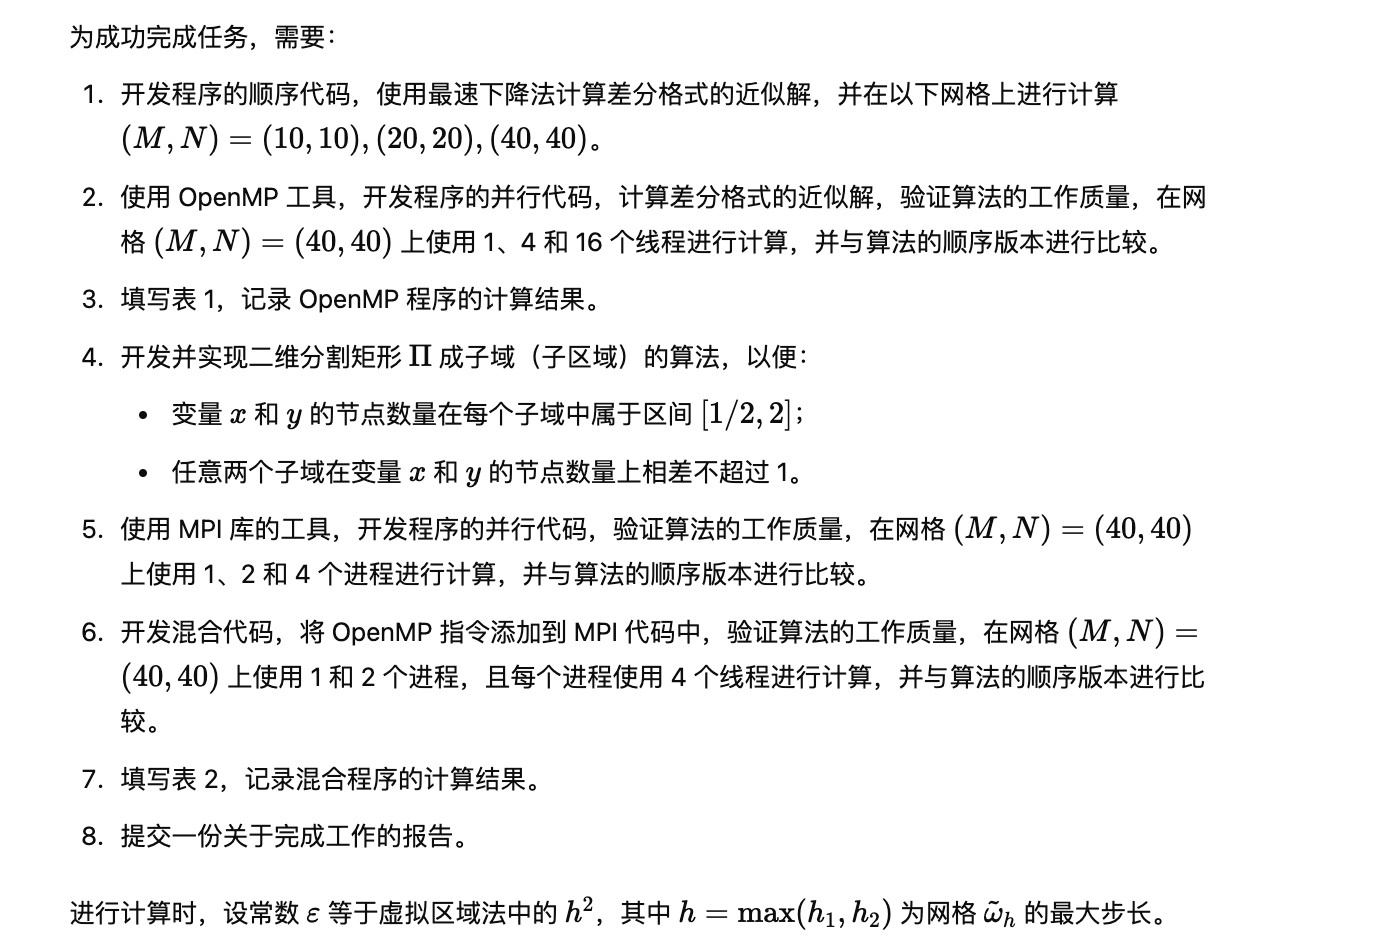 为成功完成任务，需要：
1. 开发程序的顺序代码，使用最速下降法计算差分格式的近似解，并在以下网格上进行计算
(M, N) = (10, 10), (20, 20), (40, 40)。
2. 使用 OpenMP 工具，开发程序的并行代码，计算差分格式的近似解，验证算法的工作质量，在网
格 (M, N) = (40, 40) 上使用 1、4 和 16 个线程进行计算，并与算法的顺序版本进行比较。
3. 填写表 1，记录 OpenMP 程序的计算结果。
4. 开发并实现二维分割矩形 Π 成子域（子区域）的算法，以便：
• 变量 x 和 y 的节点数量在每个子域中属于区间 [1/2, 2]；
• 任意两个子域在变量 x 和 y 的节点数量上相差不超过 1。
5. 使用 MPI 库的工具，开发程序的并行代码，验证算法的工作质量，在网格 (M, N) = (40, 40)
上使用 1、2 和 4 个进程进行计算，并与算法的顺序版本进行比较。
6. 开发混合代码，将 OpenMP 指令添加到 MPI 代码中，验证算法的工作质量，在网格 (M, N) =
(40, 40) 上使用 1 和 2 个进程，且每个进程使用 4 个线程进行计算，并与算法的顺序版本进行比
较。
7. 填写表 2，记录混合程序的计算结果。
8. 提交一份关于完成工作的报告。
进行计算时，设常数 ε 等于虚拟区域法中的 h²，其中 h = max(h₁, h₂) 为网格 ω̃ₕ 的最大步长。